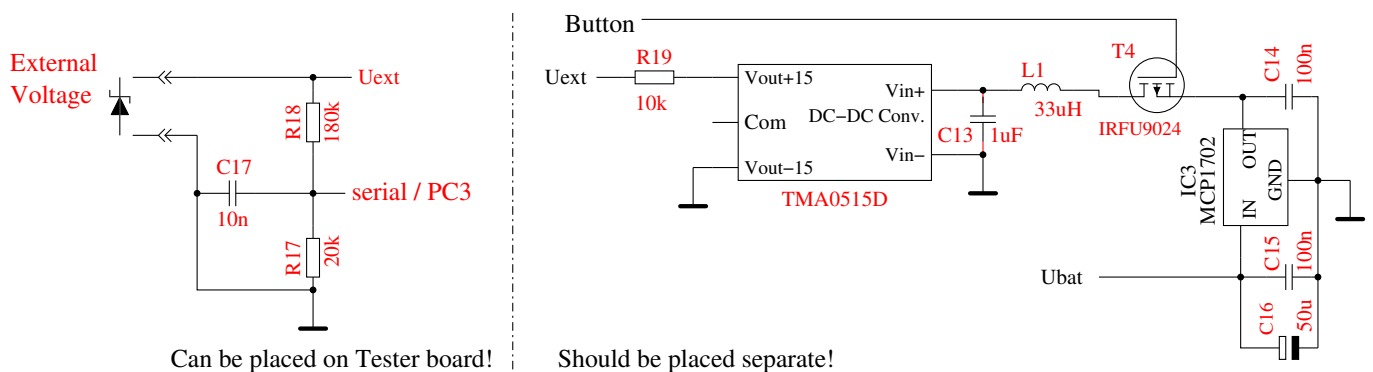 External
Voltage
Uext
R18
180k
C17
10n
serial / PC3
R17
20k
Can be placed on Tester board!
Button
Uext
R19
10k
Vout+15
Com
Vout−15
Vin+
DC−DC Conv.
Vin−
TMA0515D
C13
1uF
L1
33uH
T4
IRFU9024
C14
100n
IC3
MCP1702
OUT
GND
IN
Ubat
C15
100n
C16
50u
Should be placed separate!